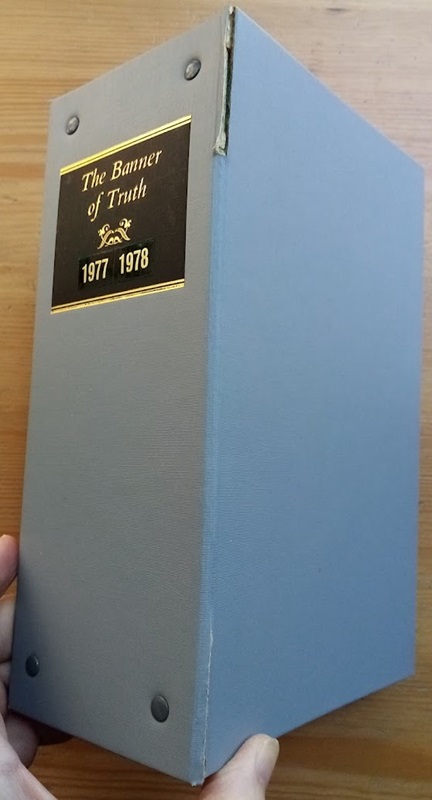 The Banner
of Truth
1977 1978